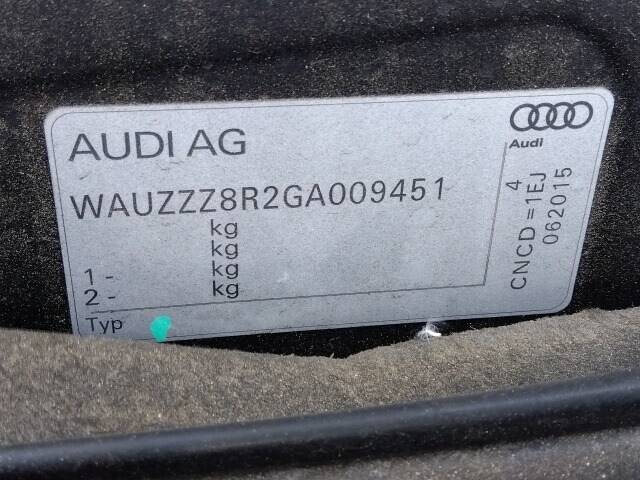 AUDI AG
Audi
WAUZZZ8R2GA009451
kg
kg
1 - kg
2 - kg
Typ
4
CNCD =1EJ
062015